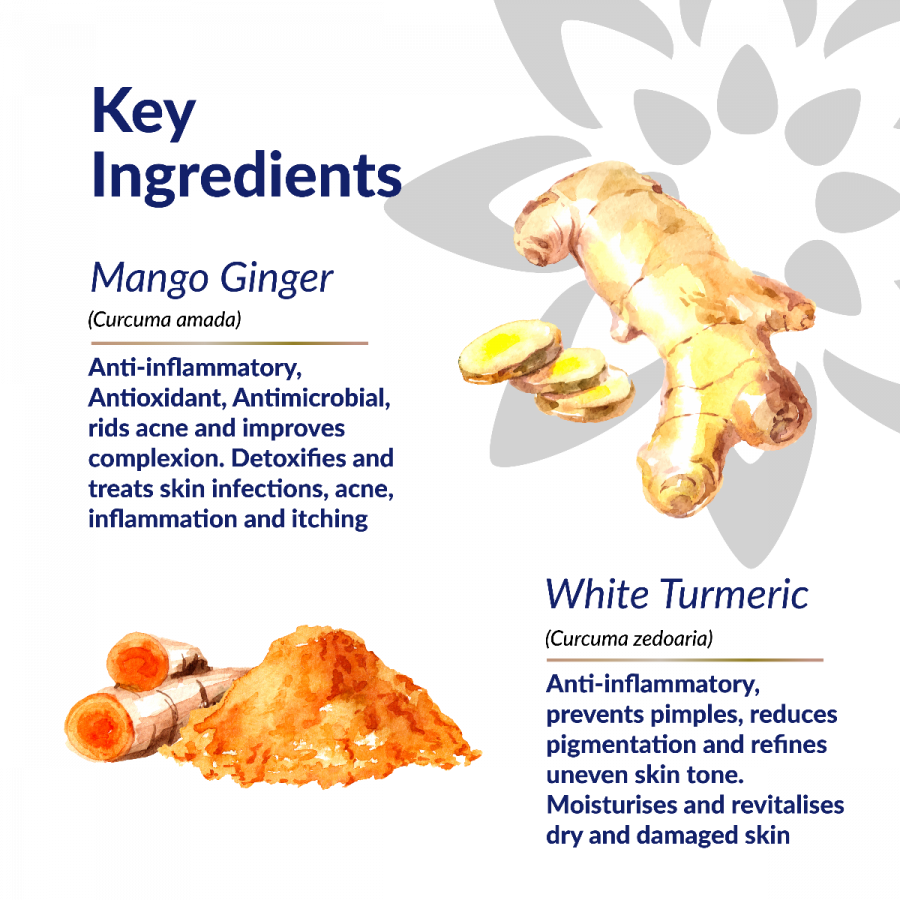 Key
Ingredients
Mango Ginger
(Curcuma amada)
Anti-inflammatory,
Antioxidant, Antimicrobial,
rids acne and improves
complexion. Detoxifies and
treats skin infections, acne,
inflammation and itching
White Turmeric
(Curcuma zedoaria)
Anti-inflammatory,
prevents pimples, reduces
pigmentation and refines
uneven skin tone.
Moisturises and revitalises
dry and damaged skin